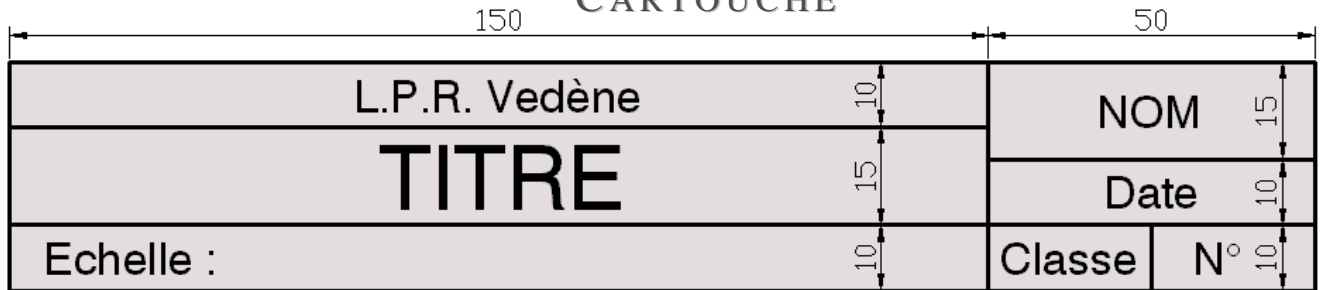 CARTOUCHE
150 50
L.P.R. Vedène 10 NOM 15
TITRE 15 Date 10
Echelle : 10 Classe N° 10